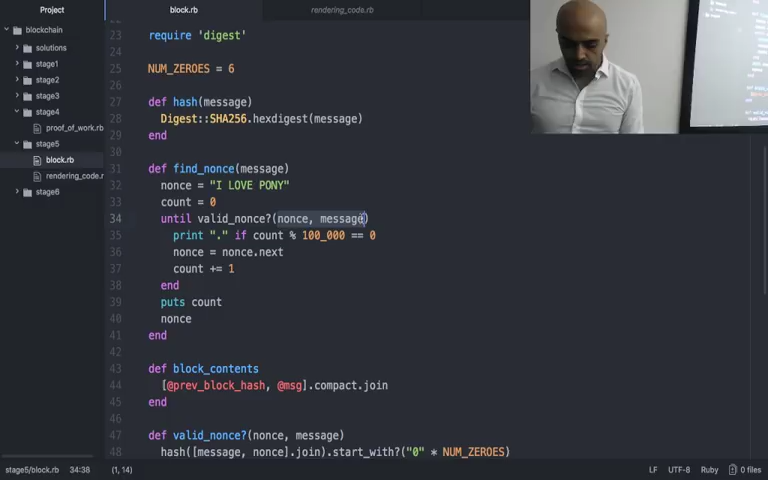 Project
blockchain
solutions
stage1
stage2
stage3
stage4
proof_of_work.rb
stage5
block.rb
rendering_code.r
stage6
block.rb
rendering_code.rb
23 require 'digest'
24
25 NUM_ZEROES = 6
26
27 def hash(message)
28 Digest::SHA256.hexdigest(message)
29 end
30
31 def find_nonce(message)
32 nonce = "I LOVE PONY"
33 count = 0
34 until valid_nonce?(nonce, message)
35 print "." if count % 100_000 == 0
36 nonce = nonce.next
37 count += 1
38 end
39 puts count
40 nonce
41 end
42
43 def block_contents
44 [@prev_block_hash, @msg].compact.join
45 end
46
47 def valid_nonce?(nonce, message)
48 hash([message, nonce].join).start_with?("0" * NUM_ZEROES)
stage5/block.rb 34:38 (1, 14) LF UTF-8 Ruby 0 files